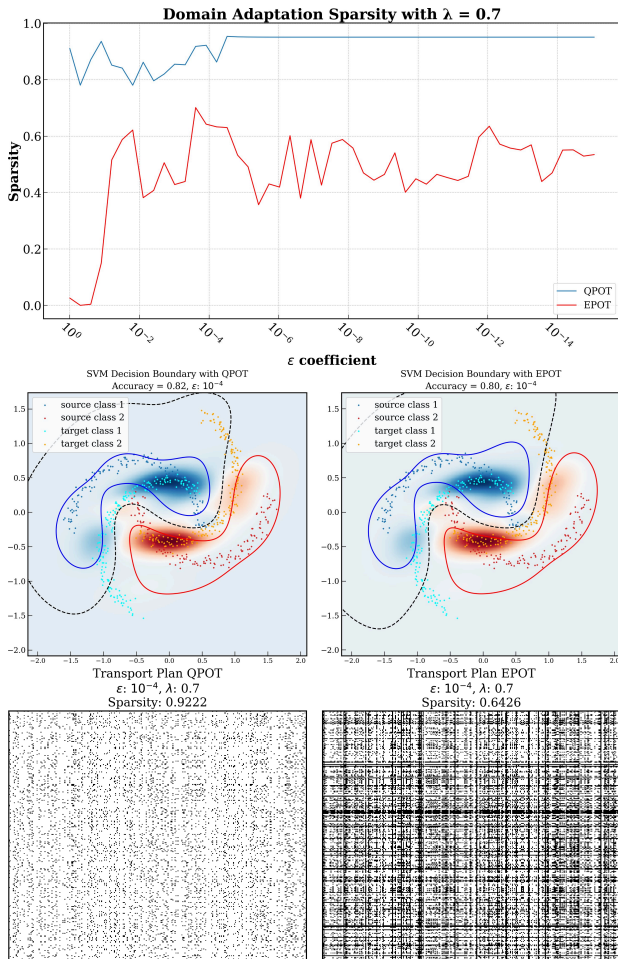 Domain Adaptation Sparsity with λ = 0.7
1.0
0.8
0.6
0.4
0.2
0.0
Sparsity
QPOT
EPOT
10⁰
10⁻²
10⁻⁴
10⁻⁶
10⁻⁸
10⁻¹⁰
10⁻¹²
10⁻¹⁴
ε coefficient
SVM Decision Boundary with QPOT
Accuracy = 0.82, ε: 10⁻⁴
source class 1
source class 2
target class 1
target class 2
1.5
1.0
0.5
0.0
−0.5
−1.0
−1.5
−2.0
−2.0 −1.5 −1.0 −0.5 0.0 0.5 1.0 1.5 2.0
SVM Decision Boundary with EPOT
Accuracy = 0.80, ε: 10⁻⁴
source class 1
source class 2
target class 1
target class 2
1.5
1.0
0.5
0.0
−0.5
−1.0
−1.5
−2.0
−2.0 −1.5 −1.0 −0.5 0.0 0.5 1.0 1.5 2.0
Transport Plan QPOT
ε: 10⁻⁴, λ: 0.7
Sparsity: 0.9222
Transport Plan EPOT
ε: 10⁻⁴, λ: 0.7
Sparsity: 0.6426